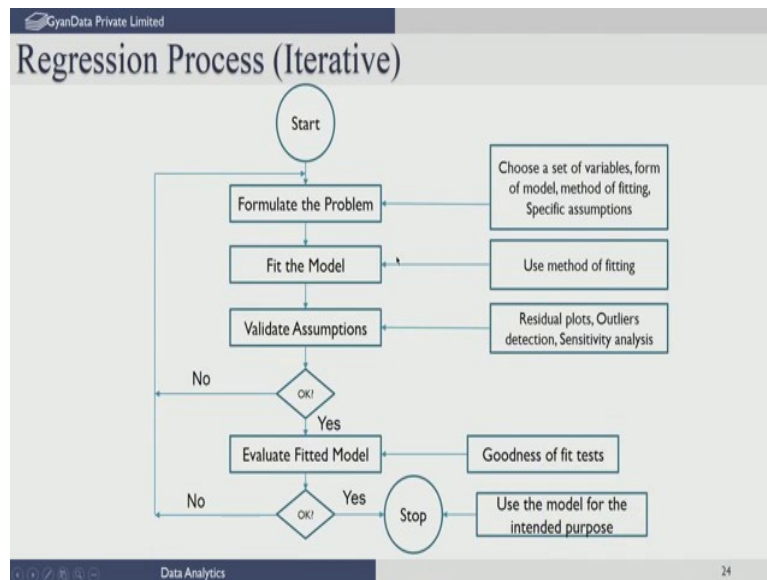 GyanData Private Limited
Regression Process (Iterative)
Start
Choose a set of variables, form
of model, method of fitting,
Specific assumptions
Formulate the Problem
Fit the Model
Use method of fitting
Validate Assumptions
Residual plots, Outliers
detection, Sensitivity analysis
No
OK?
Yes
Evaluate Fitted Model
Goodness of fit tests
No
OK?
Yes
Stop
Use the model for the
intended purpose
Data Analytics
24